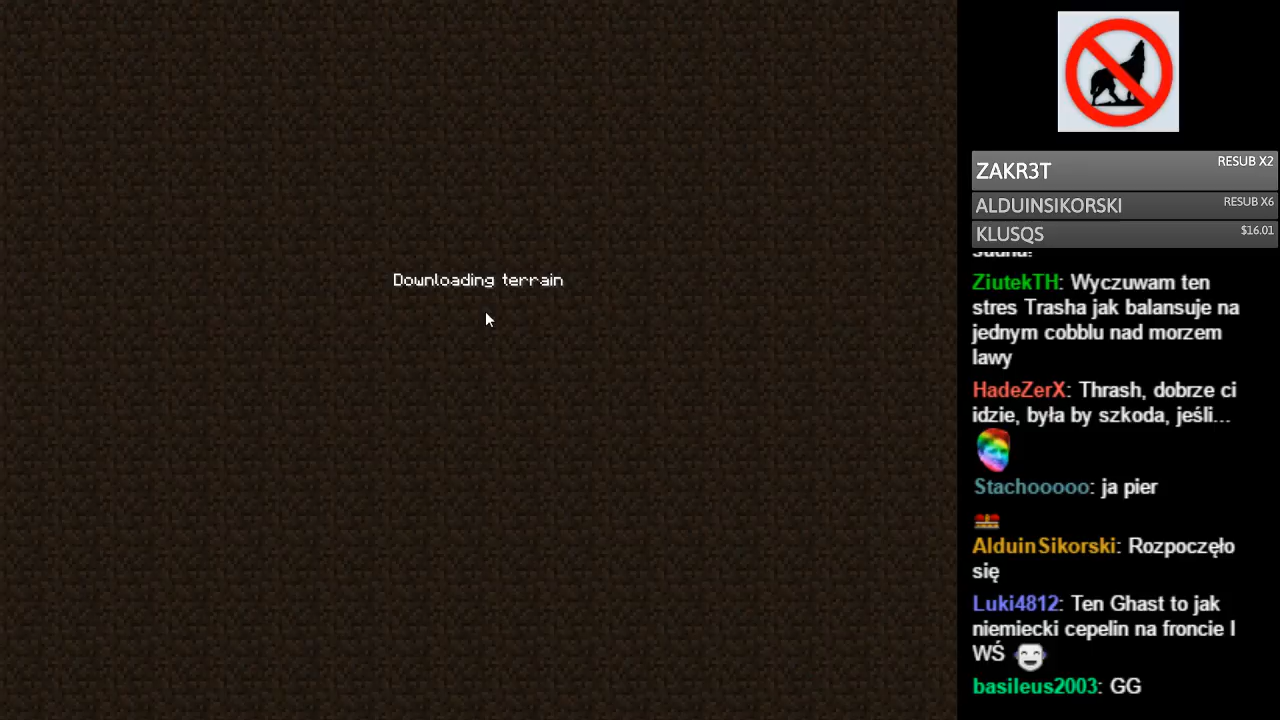 Downloading terrain
ZAKR3T RESUB X2
ALDUINSIKORSKI RESUB X6
KLUSQS $16.01
ZiutekTH: Wyczuwam ten
stres Trasha jak balansuje na
jednym cobblu nad morzem
lawy
HadeZerX: Thrash, dobrze ci
idzie, była by szkoda, jeśli...
Stachooooo: ja pier
AlduinSikorski: Rozpoczęło
się
Luki4812: Ten Ghast to jak
niemiecki cepelin na froncie I
WŚ
basileus2003: GG